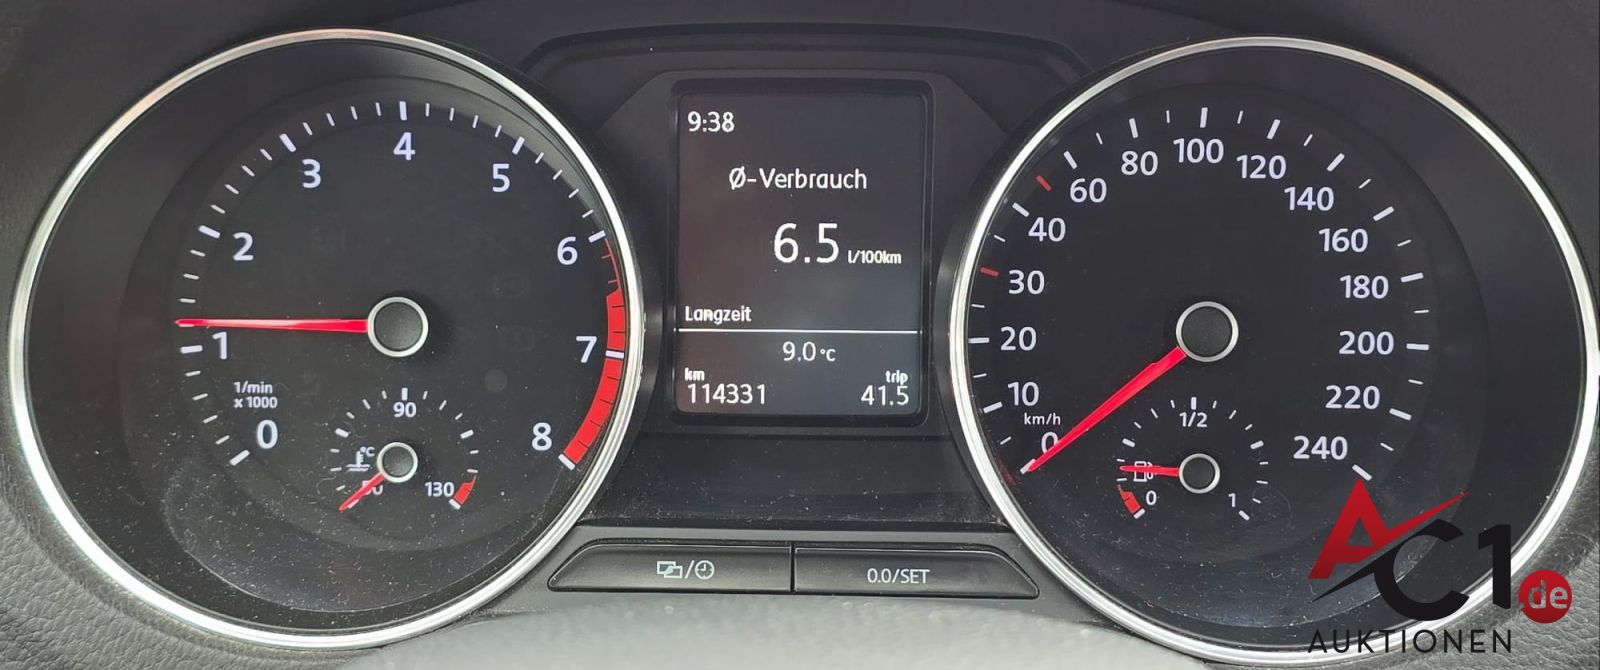 9:38
Ø-Verbrauch
6.5 l/100km
Langzeit
9.0 °C
km
trip
114331
41.5
0
1
2
3
4
5
6
7
8
1/min
x 1000
°C
90
130
0
10
20
30
40
60
80
100
120
140
160
180
200
220
240
km/h
0
1/2
1
0.0/SET
AC1.de
AUKTIONEN